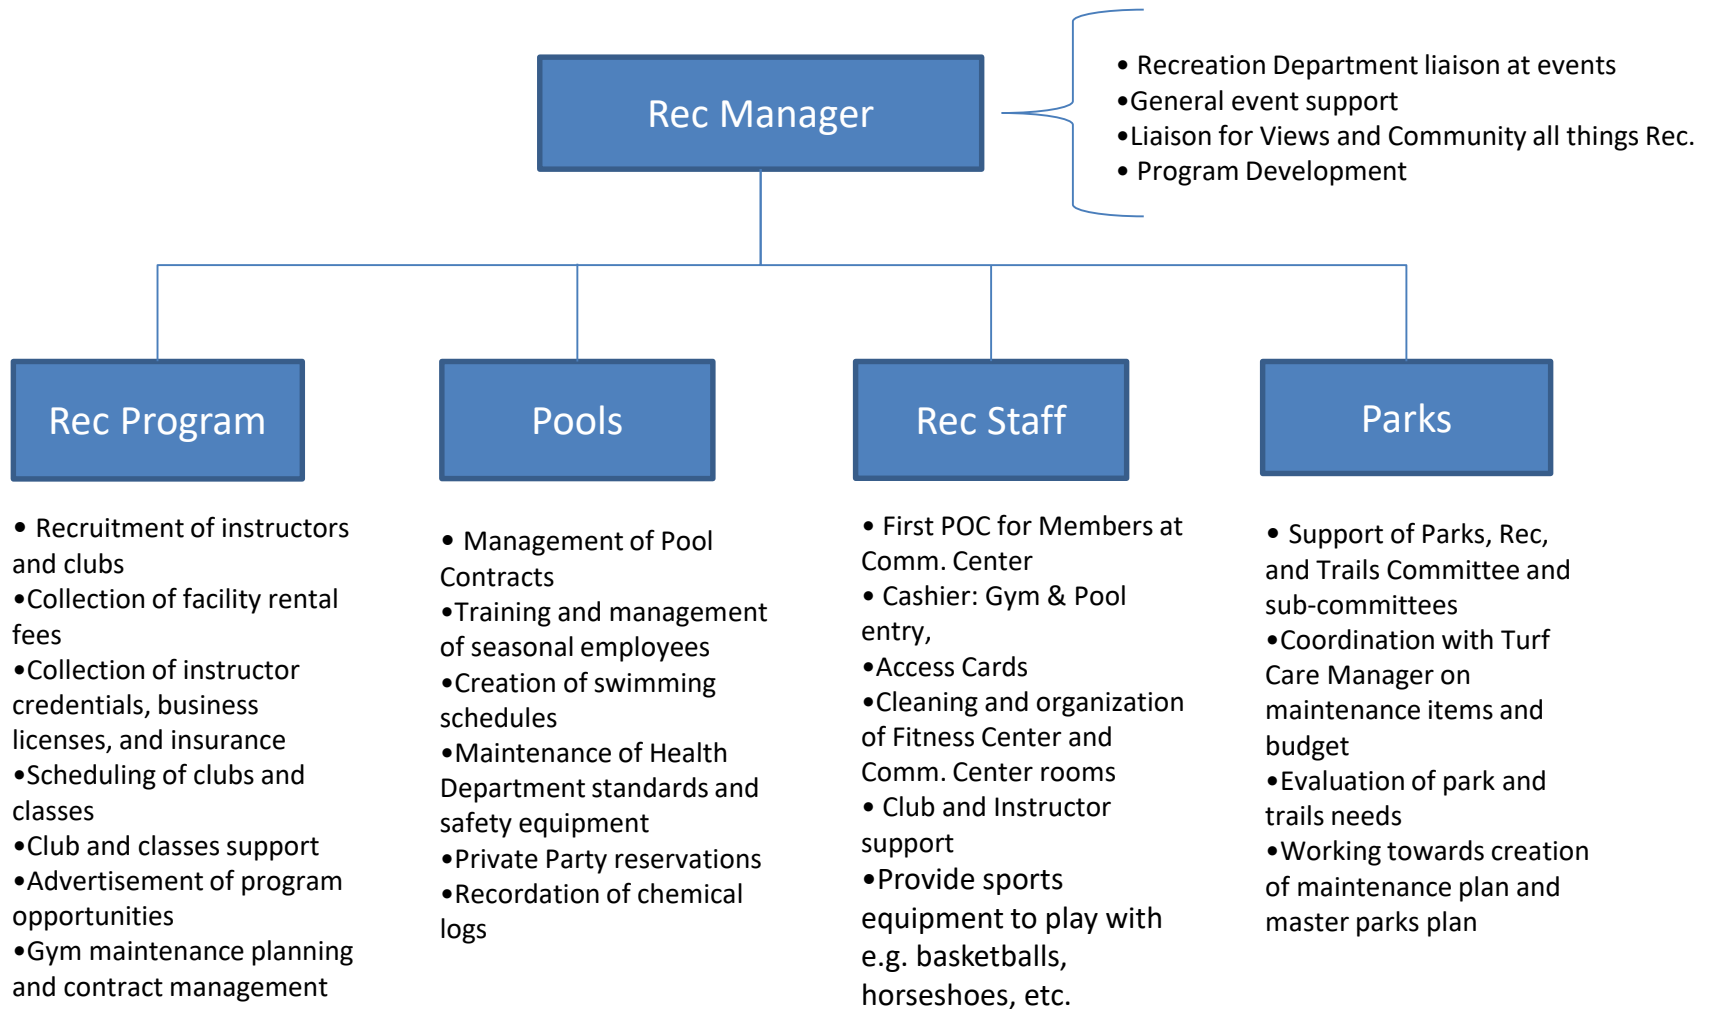 Rec Manager
• Recreation Department liaison at events
•General event support
•Liaison for Views and Community all things Rec.
• Program Development
Rec Program
• Recruitment of instructors
and clubs
•Collection of facility rental
fees
•Collection of instructor
credentials, business
licenses, and insurance
•Scheduling of clubs and
classes
•Club and classes support
•Advertisement of program
opportunities
•Gym maintenance planning
and contract management
Pools
• Management of Pool
Contracts
•Training and management
of seasonal employees
•Creation of swimming
schedules
•Maintenance of Health
Department standards and
safety equipment
•Private Party reservations
•Recordation of chemical
logs
Rec Staff
• First POC for Members at
Comm. Center
• Cashier: Gym & Pool
entry,
•Access Cards
•Cleaning and organization
of Fitness Center and
Comm. Center rooms
• Club and Instructor
support
•Provide sports
equipment to play with
e.g. basketballs,
horseshoes, etc.
Parks
• Support of Parks, Rec,
and Trails Committee and
sub-committees
•Coordination with Turf
Care Manager on
maintenance items and
budget
•Evaluation of park and
trails needs
•Working towards creation
of maintenance plan and
master parks plan